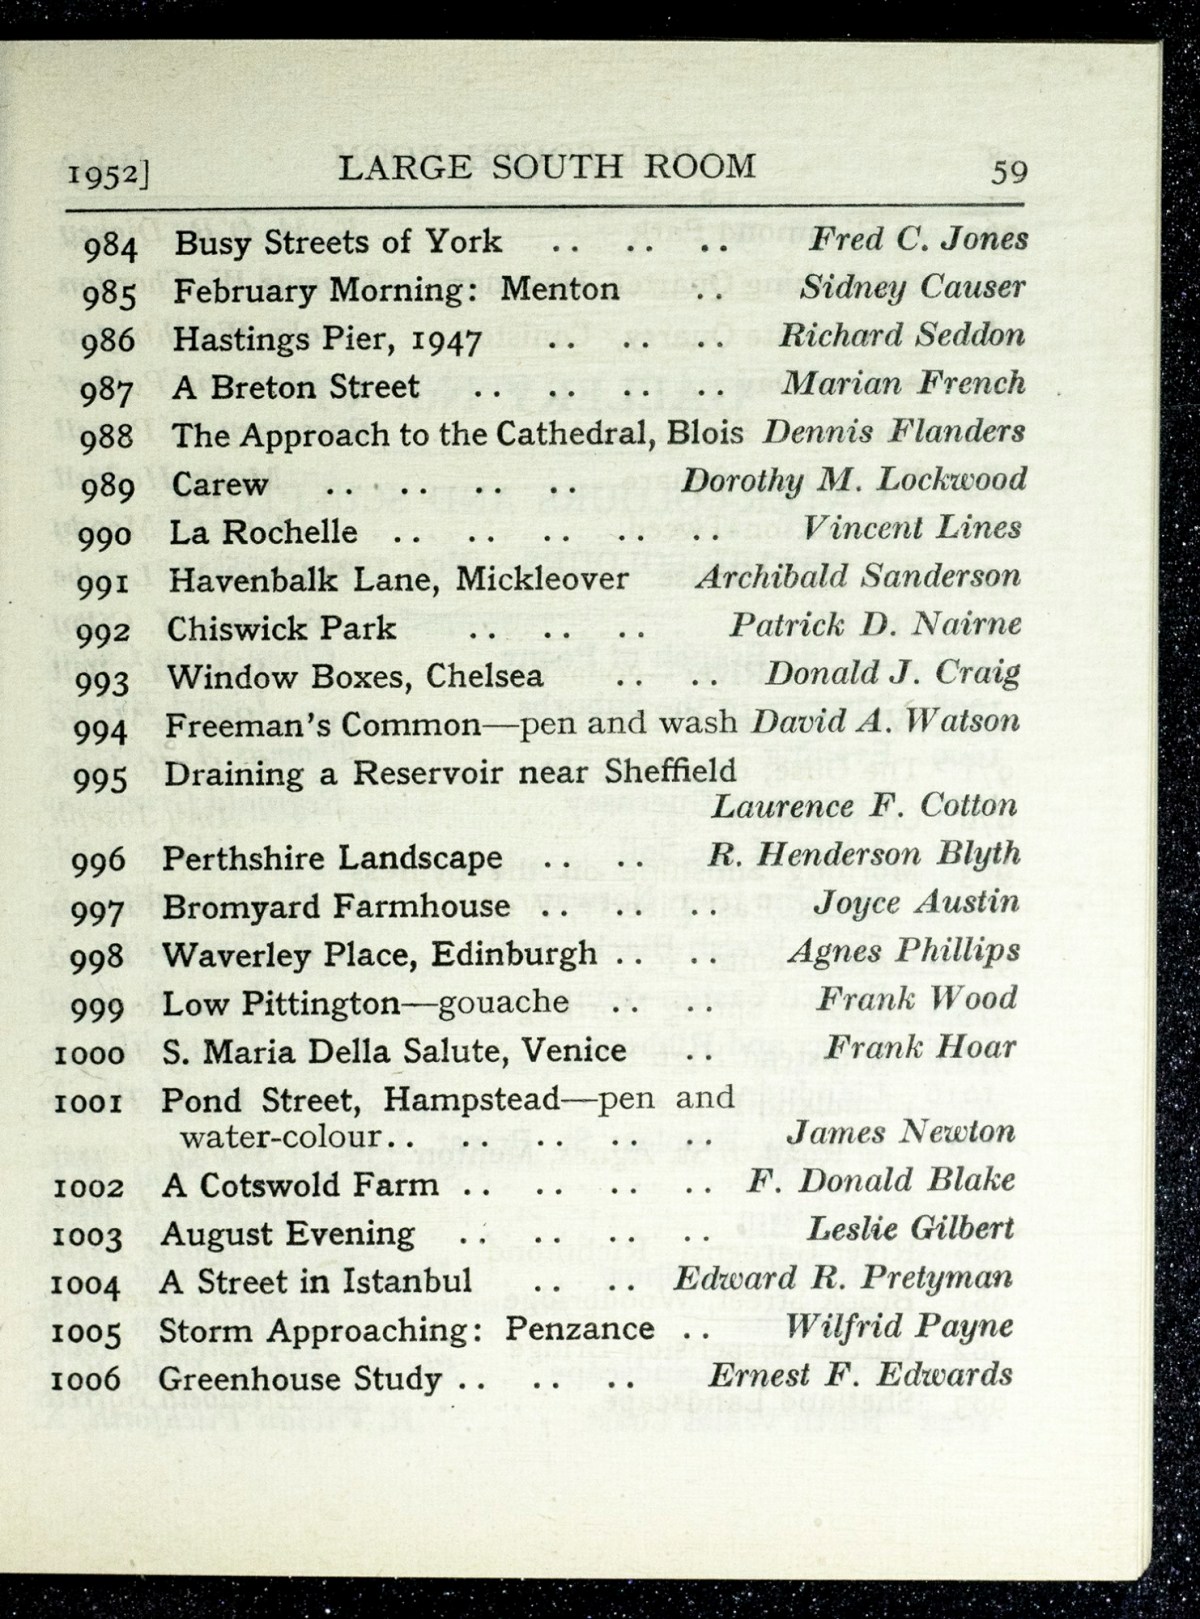 1952] LARGE SOUTH ROOM 59
984 Busy Streets of York .. .. .. Fred C. Jones
985 February Morning: Menton .. Sidney Causer
986 Hastings Pier, 1947 .. .. .. Richard Seddon
987 A Breton Street .. .. .. .. Marian French
988 The Approach to the Cathedral, Blois Dennis Flanders
989 Carew .. .. .. .. Dorothy M. Lockwood
990 La Rochelle .. .. .. .. .. Vincent Lines
991 Havenbalk Lane, Mickleover Archibald Sanderson
992 Chiswick Park .. .. .. Patrick D. Nairne
993 Window Boxes, Chelsea .. .. Donald J. Craig
994 Freeman's Common—pen and wash David A. Watson
995 Draining a Reservoir near Sheffield
Laurence F. Cotton
996 Perthshire Landscape .. .. R. Henderson Blyth
997 Bromyard Farmhouse .. .. .. Joyce Austin
998 Waverley Place, Edinburgh .. .. Agnes Phillips
999 Low Pittington—gouache .. .. Frank Wood
1000 S. Maria Della Salute, Venice .. Frank Hoar
1001 Pond Street, Hampstead—pen and
water-colour.. .. .. .. .. James Newton
1002 A Cotswold Farm .. .. .. .. F. Donald Blake
1003 August Evening .. .. .. .. Leslie Gilbert
1004 A Street in Istanbul .. .. Edward R. Pretyman
1005 Storm Approaching: Penzance .. Wilfrid Payne
1006 Greenhouse Study .. .. .. Ernest F. Edwards